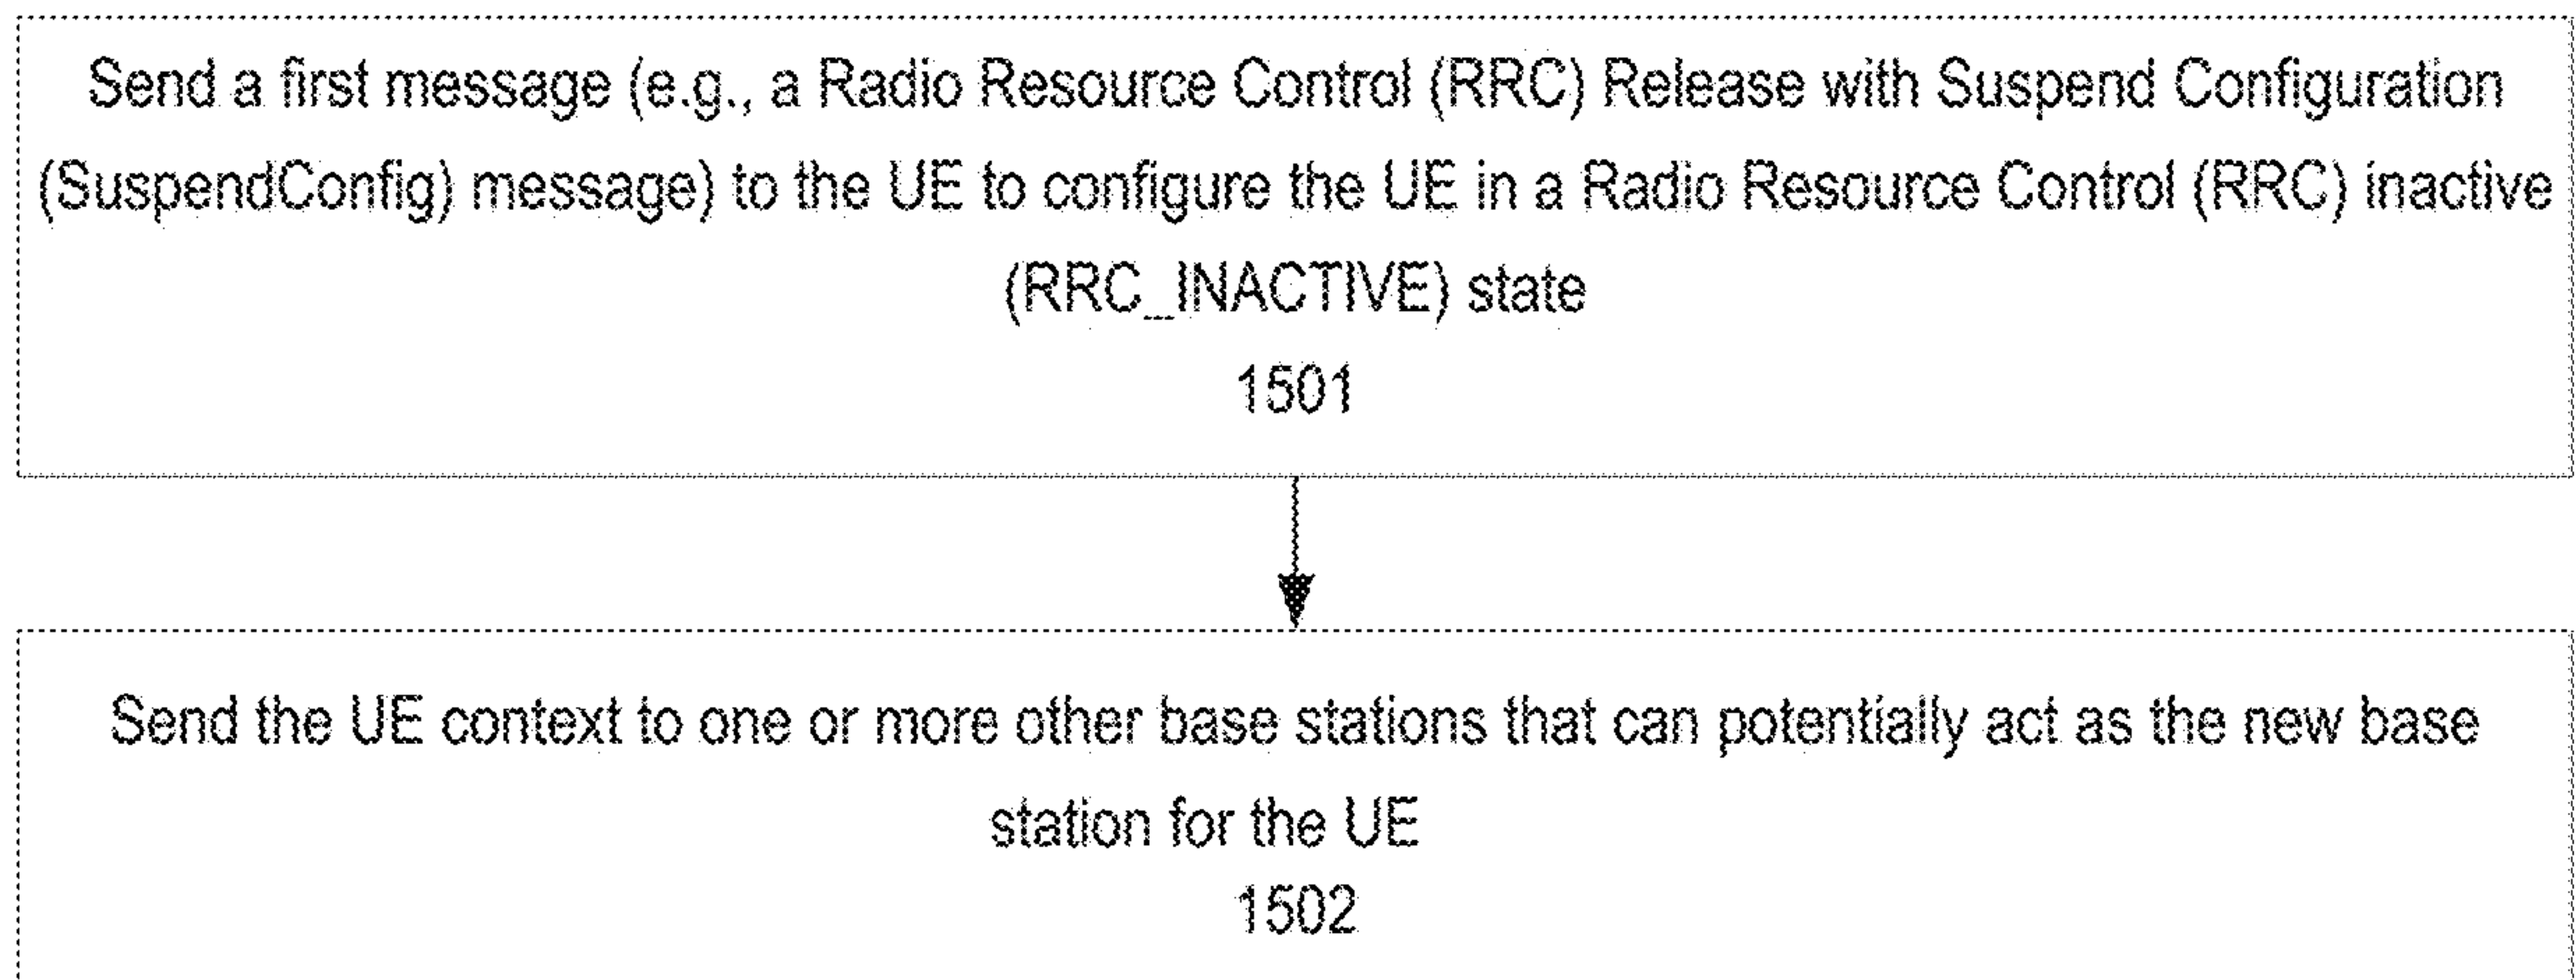 Send a first message (e.g., a Radio Resource Control (RRC) Release with Suspend Configuration
(SuspendConfig) message) to the UE to configure the UE in a Radio Resource Control (RRC) inactive
(RRC_INACTIVE) state
1501
Send the UE context to one or more other base stations that can potentially act as the new base
station for the UE
1502